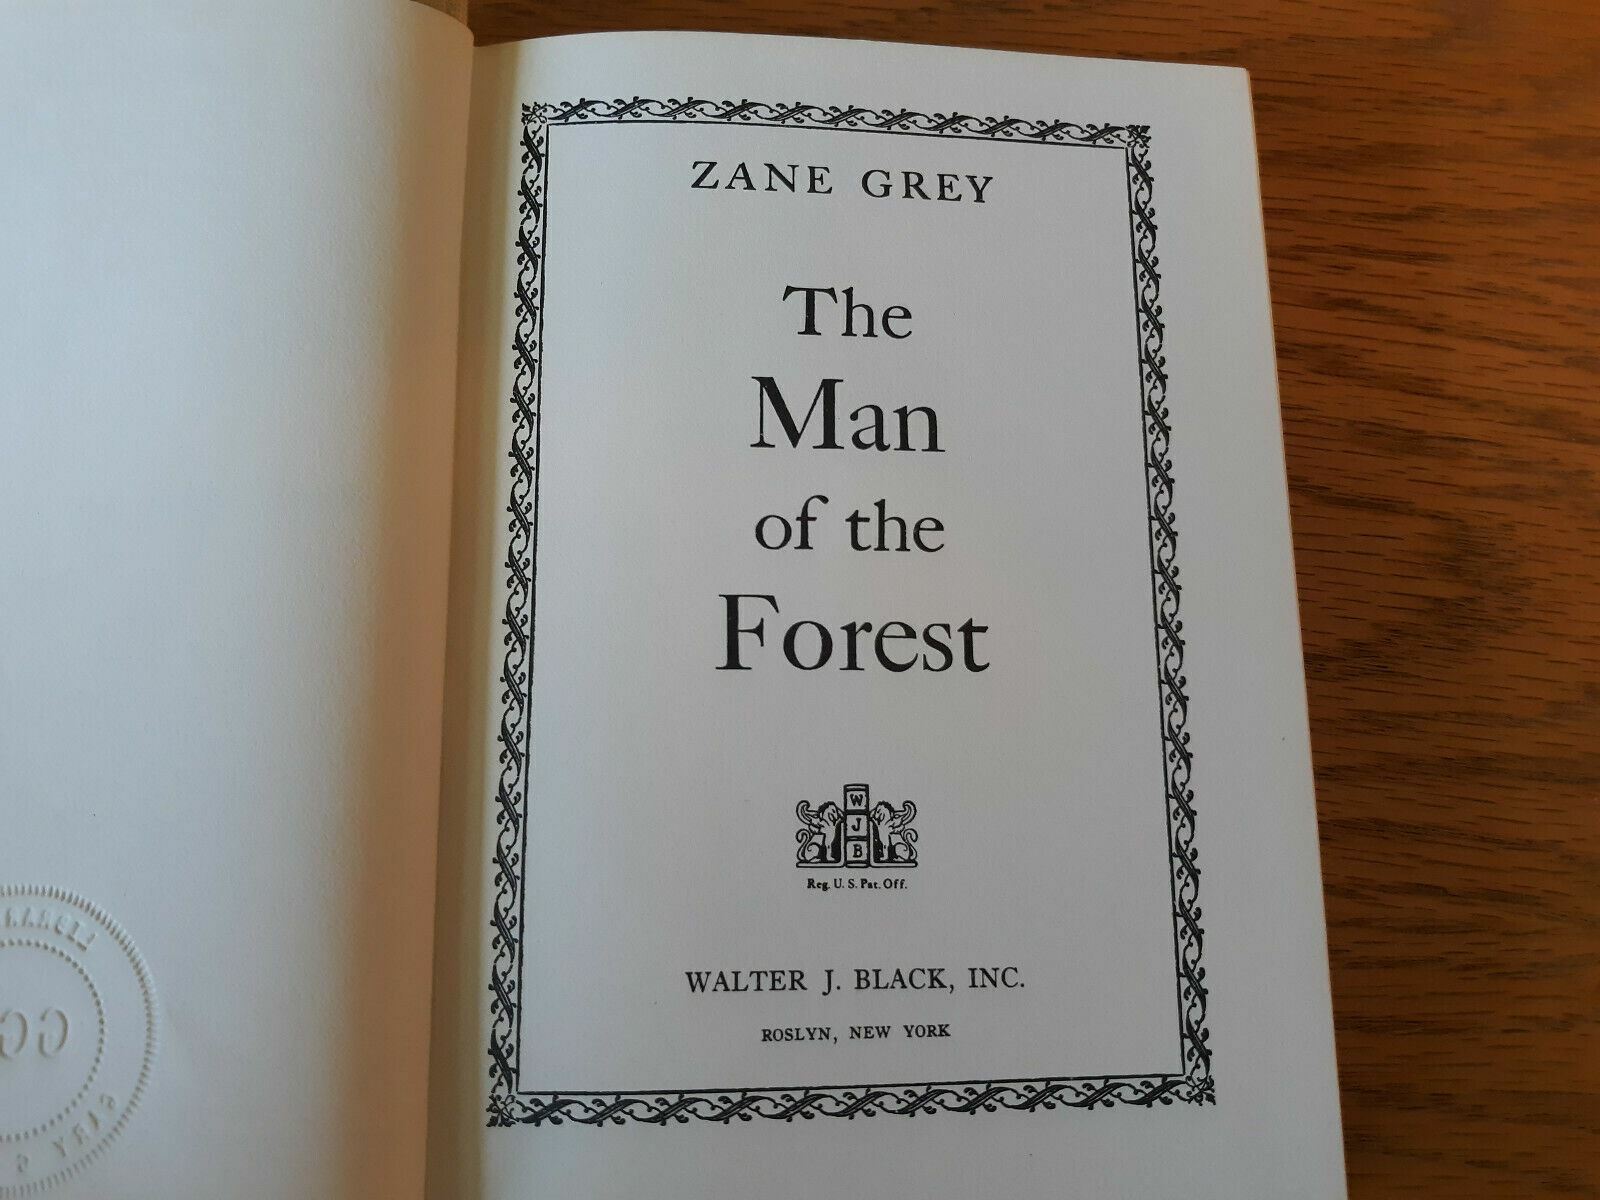 ZANE GREY
The
Man
of the
Forest
W
J
B
Reg. U. S. Pat. Off.
WALTER J. BLACK, INC.
ROSLYN, NEW YORK